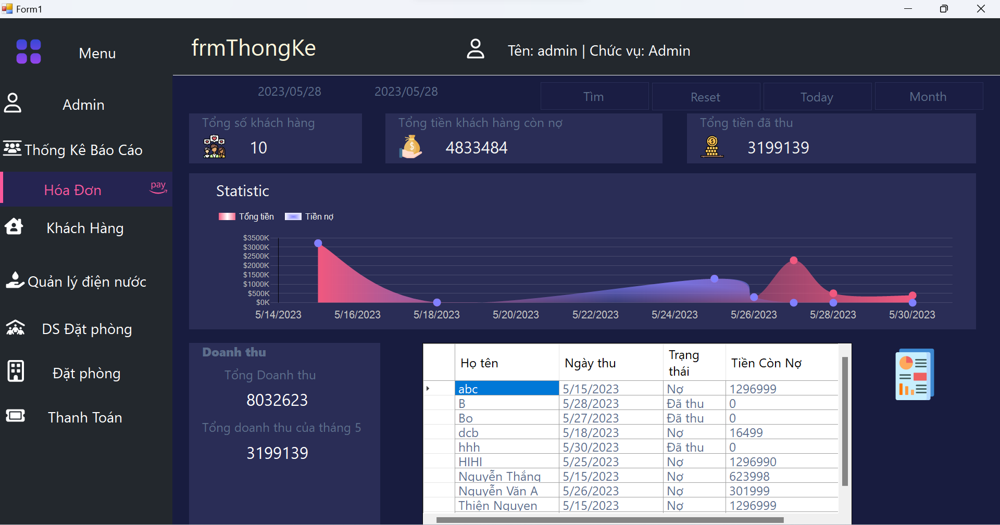 Form1
Menu
frmThongKe
Tên: admin | Chức vụ: Admin
Admin
Thống Kê Báo Cáo
Hóa Đơn
pay
Khách Hàng
Quản lý điện nước
DS Đặt phòng
Đặt phòng
Thanh Toán
2023/05/28 2023/05/28 Tìm Reset Today Month
Tổng số khách hàng
10
Tổng tiền khách hàng còn nợ
4833484
Tổng tiền đã thu
3199139
Statistic
Tổng tiền Tiền nợ
$3500K
$3000K
$2500K
$2000K
$1500K
$1000K
$500K
$0K
5/14/2023 5/16/2023 5/18/2023 5/20/2023 5/22/2023 5/24/2023 5/26/2023 5/28/2023 5/30/2023
Doanh thu
Tổng Doanh thu
8032623
Tổng doanh thu của tháng 5
3199139
Họ tên Ngày thu Trạng thái Tiền Còn Nợ
abc 5/15/2023 Nợ 1296999
B 5/28/2023 Đã thu 0
Bo 5/27/2023 Đã thu 0
dcb 5/18/2023 Nợ 16499
hhh 5/30/2023 Đã thu 0
HIHI 5/25/2023 Nợ 1296990
Nguyễn Thắng 5/15/2023 Nợ 623998
Nguyễn Văn A 5/26/2023 Nợ 301999
Thiện Nguyen 5/15/2023 Nợ 1296999